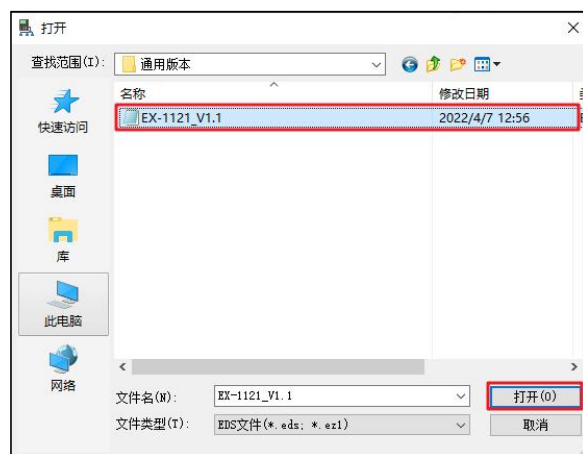 打开
查找范围(I):
通用版本
名称
修改日期
EX-1121_V1.1
2022/4/7 12:56
快速访问
桌面
库
此电脑
网络
文件名(N):
EX-1121_V1.1
打开(O)
文件类型(T):
EDS文件(*.eds; *.ez1)
取消